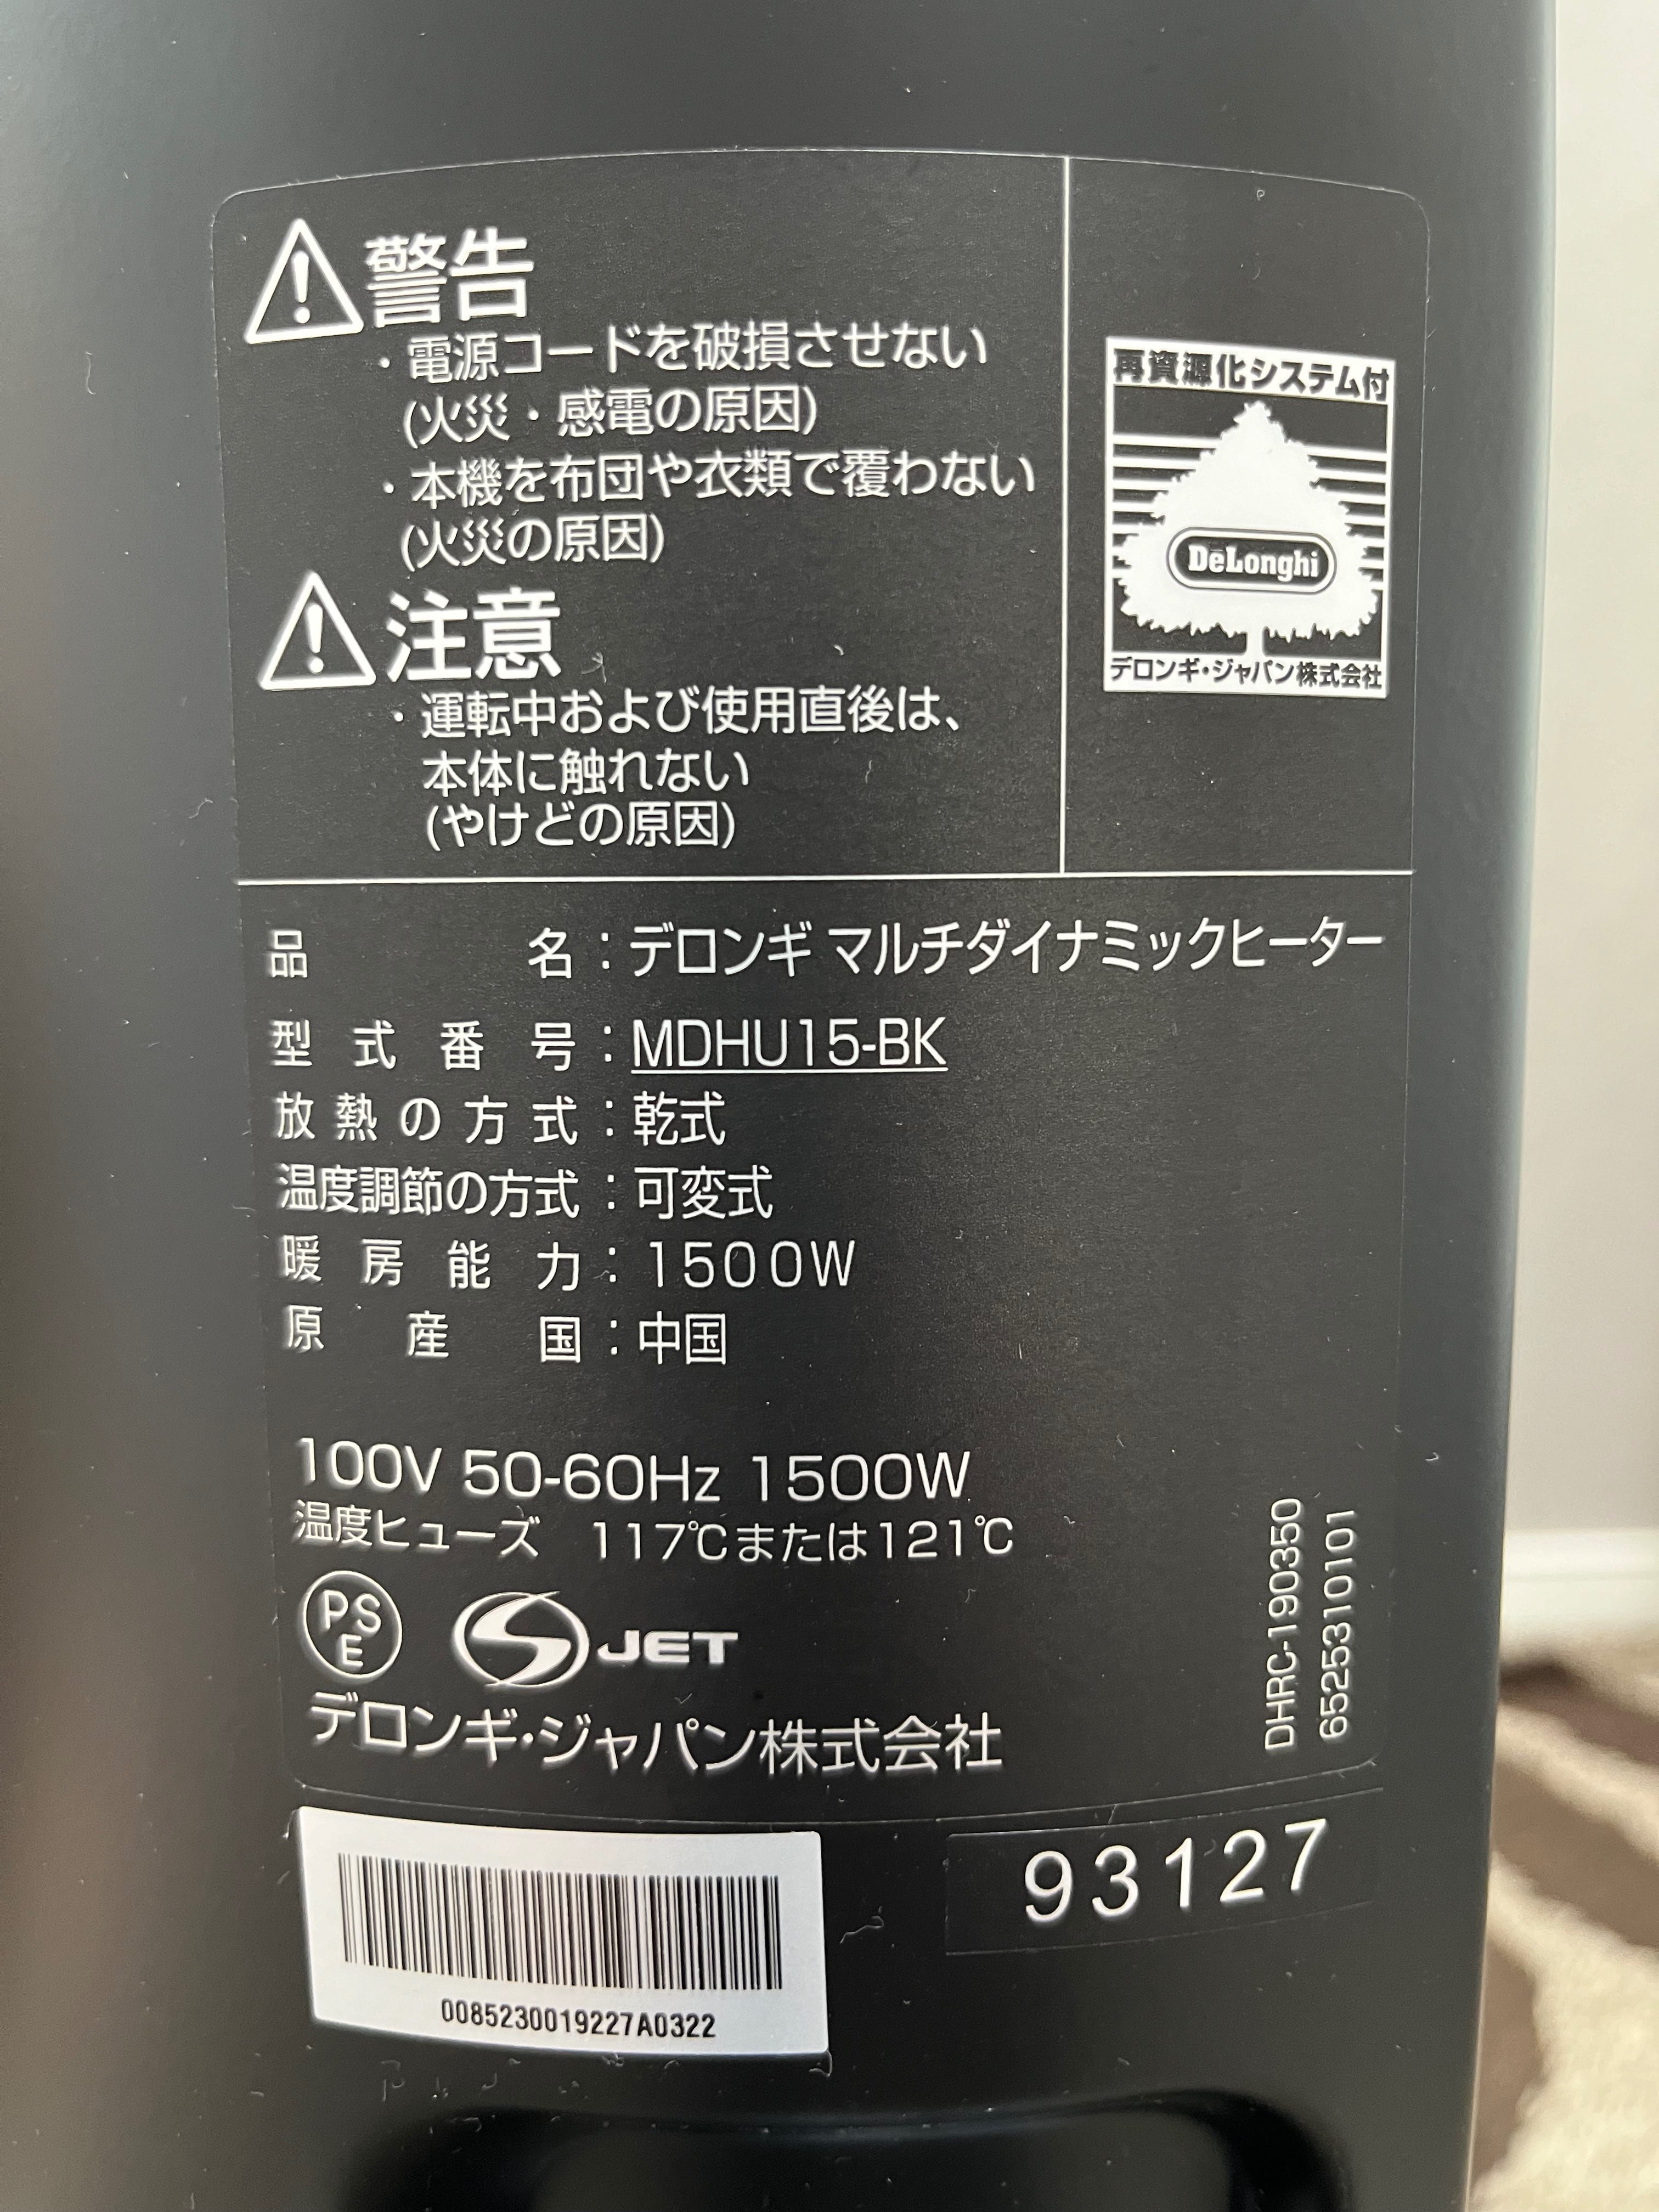 警告
・電源コードを破損させない
(火災・感電の原因)
・本機を布団や衣類で覆わない
(火災の原因)
注意
・運転中および使用直後は、
本体に触れない
(やけどの原因)
再資源化システム付
DeLonghi
デロンギ・ジャパン株式会社
品名：デロンギ マルチダイナミックヒーター
型式番号：MDHU15-BK
放熱の方式：乾式
温度調節の方式：可変式
暖房能力：1500W
原産国：中国
100V 50-60Hz 1500W
温度ヒューズ 117℃または121℃
PSE
S JET
デロンギ・ジャパン株式会社
DHRC-190350
6525310101
0085230019227A0322
93127